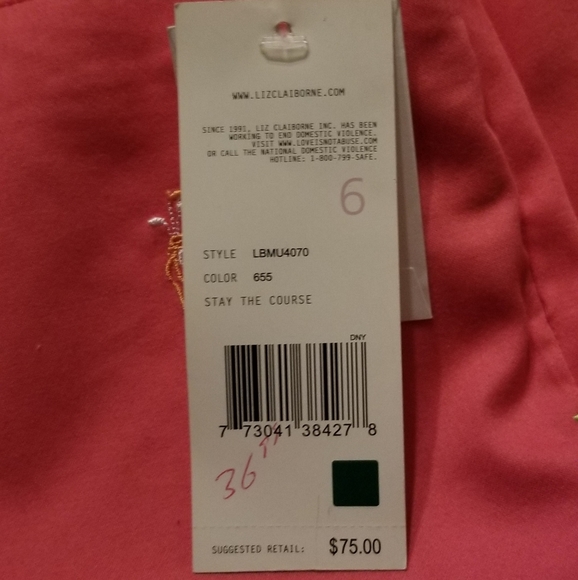 WWW.LIZCLAIBORNE.COM
SINCE 1991, LIZ CLAIBORNE INC. HAS BEEN
WORKING TO END DOMESTIC VIOLENCE.
VISIT WWW.LOVEISNOTABUSE.COM
OR CALL THE NATIONAL DOMESTIC VIOLENCE
HOTLINE: 1-800-799-SAFE.
6
STYLE LBMU4070
COLOR 655
STAY THE COURSE
DNY
7 73041 38427 8
36
SUGGESTED RETAIL: $75.00